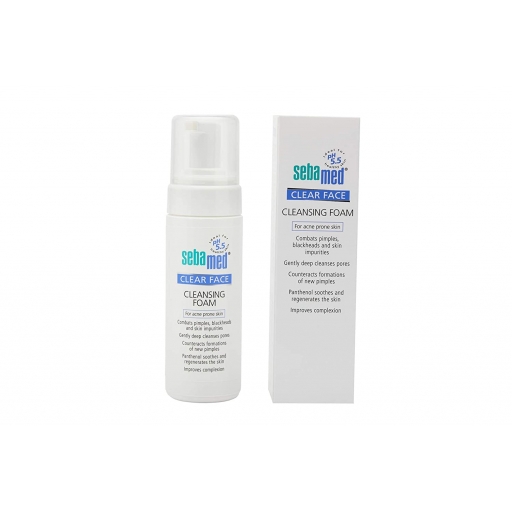 pH
5.5
seba
med®
CLEAR FACE
CLEANSING
FOAM
For acne prone skin
Combats pimples, blackheads
and skin impurities
Gently deep cleanses pores
Counteracts formations
of new pimples
Panthenol soothes and
regenerates the skin
Improves complexion
pH
5.5
sebamed®
CLEAR FACE
CLEANSING FOAM
For acne prone skin
Combats pimples,
blackheads and skin
impurities
Gently deep cleanses pores
Counteracts formations
of new pimples
Panthenol soothes and
regenerates the skin
Improves complexion